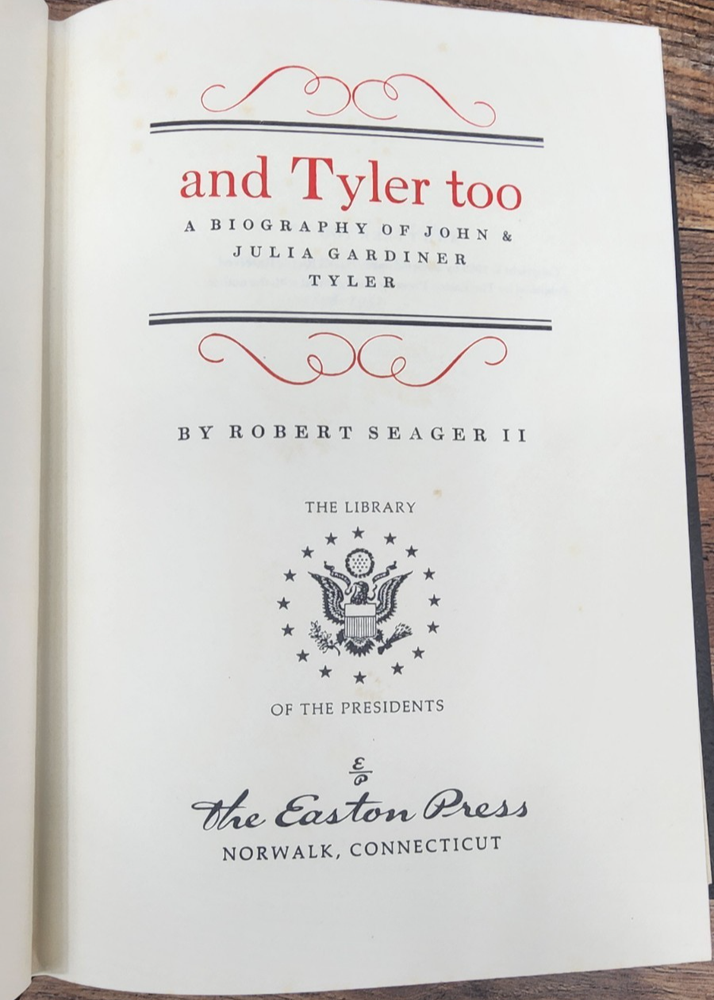 and Tyler too
A BIOGRAPHY OF JOHN &
JULIA GARDINER
TYLER
BY ROBERT SEAGER II
THE LIBRARY
OF THE PRESIDENTS
E
P
The Easton Press
NORWALK, CONNECTICUT